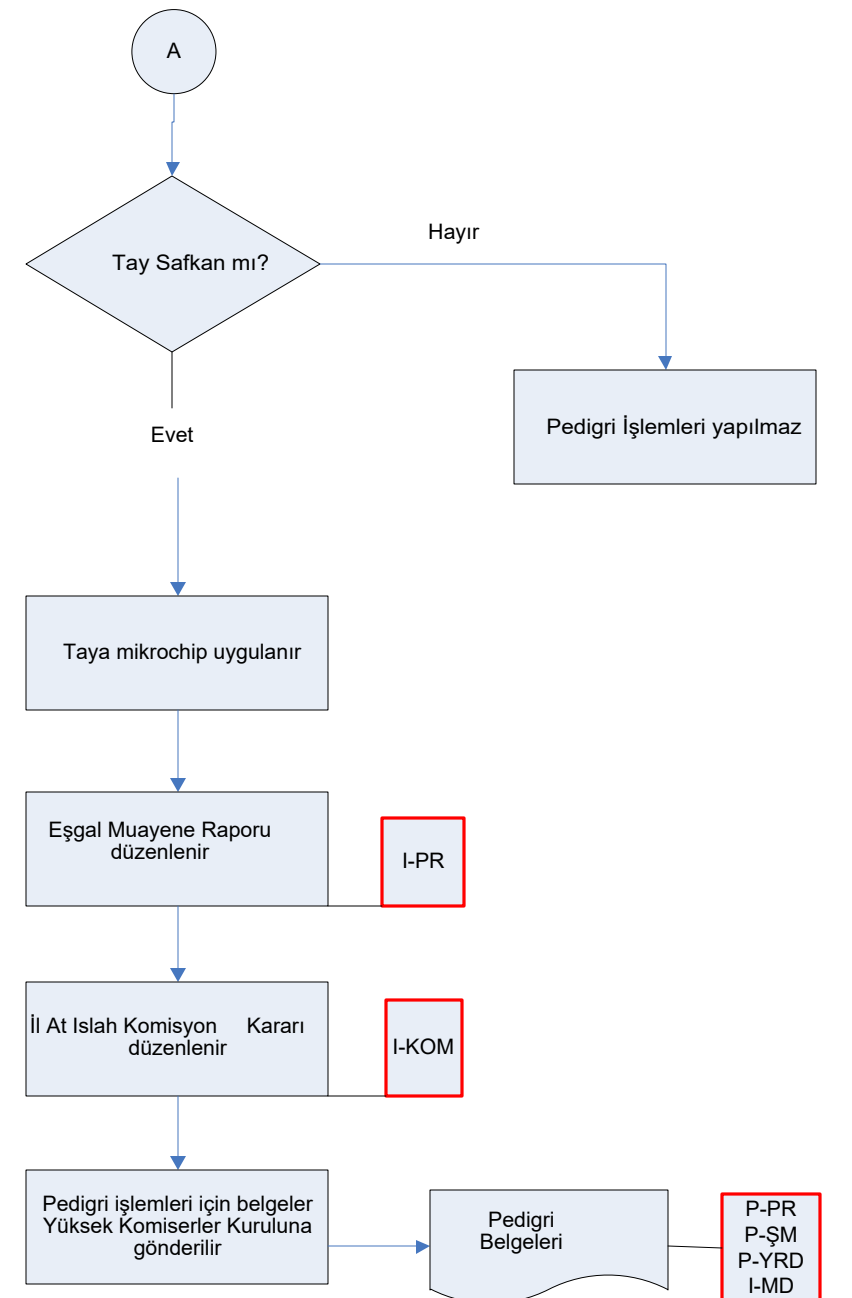 A
Hayır
Tay Safkan mı?
Pedigri İşlemleri yapılmaz
Evet
Taya mikrochip uygulanır
Eşgal Muayene Raporu
düzenlenir
I-PR
İl At Islah Komisyon Kararı
düzenlenir
I-KOM
Pedigri işlemleri için belgeler
Yüksek Komiserler Kuruluna
gönderilir
Pedigri
Belgeleri
P-PR
P-ŞM
P-YRD
I-MD